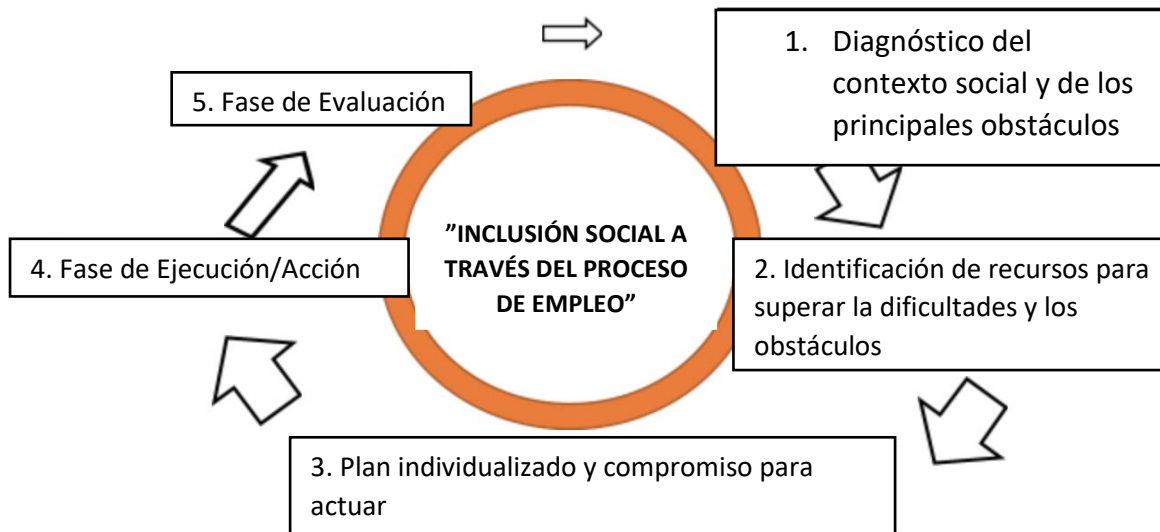 1. Diagnóstico del
contexto social y de los
principales obstáculos
5. Fase de Evaluación
”INCLUSIÓN SOCIAL A
TRAVÉS DEL PROCESO
DE EMPLEO”
4. Fase de Ejecución/Acción
2. Identificación de recursos para
superar la dificultades y los
obstáculos
3. Plan individualizado y compromiso para
actuar